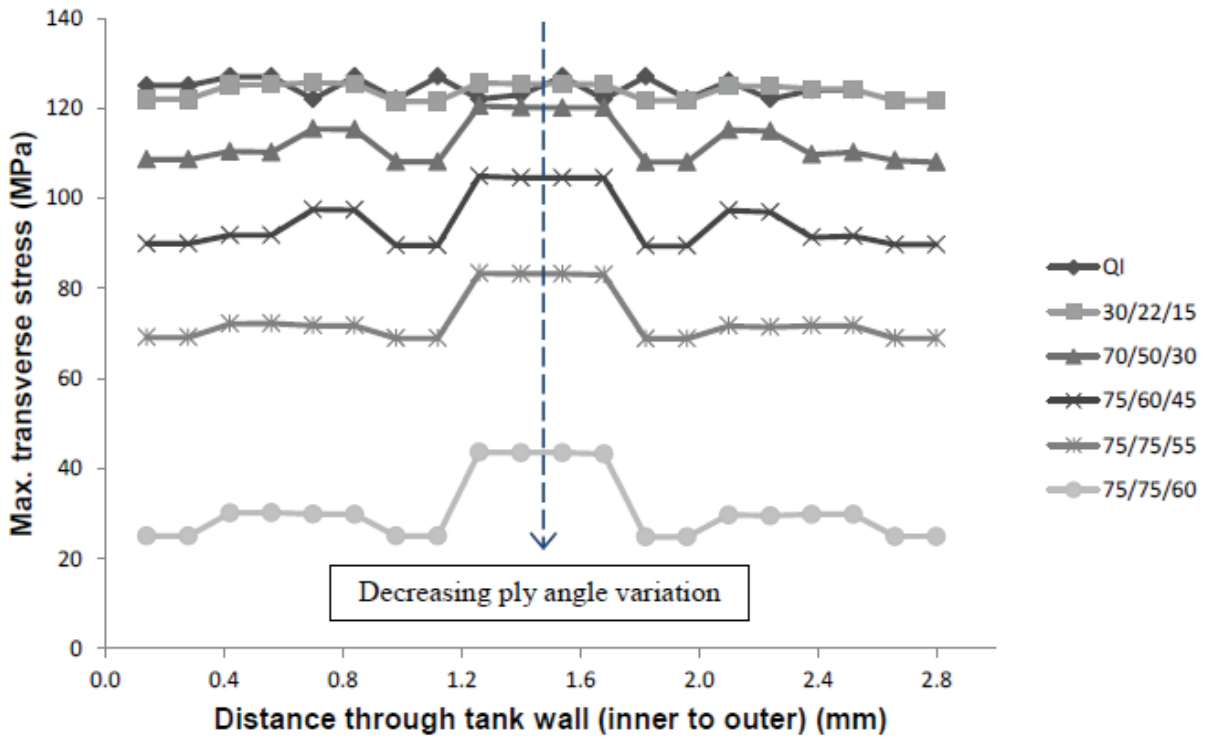 140
120
100
80
60
40
20
0
Max. transverse stress (MPa)
Decreasing ply angle variation
0.0 0.4 0.8 1.2 1.6 2.0 2.4 2.8
Distance through tank wall (inner to outer) (mm)
QI
30/22/15
70/50/30
75/60/45
75/75/55
75/75/60